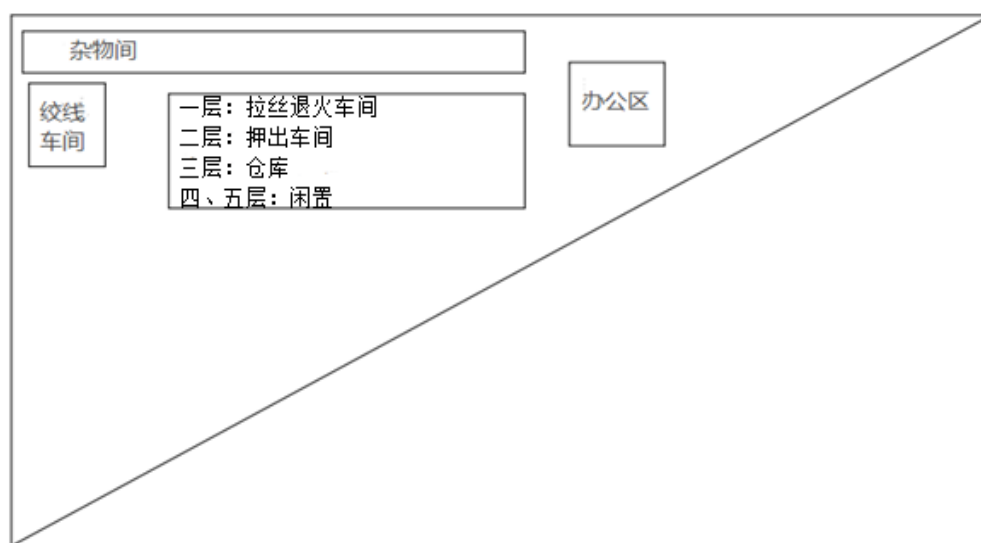 杂物间
绞线
车间
一层：拉丝退火车间
二层：押出车间
三层：仓库
四、五层：闲置
办公区